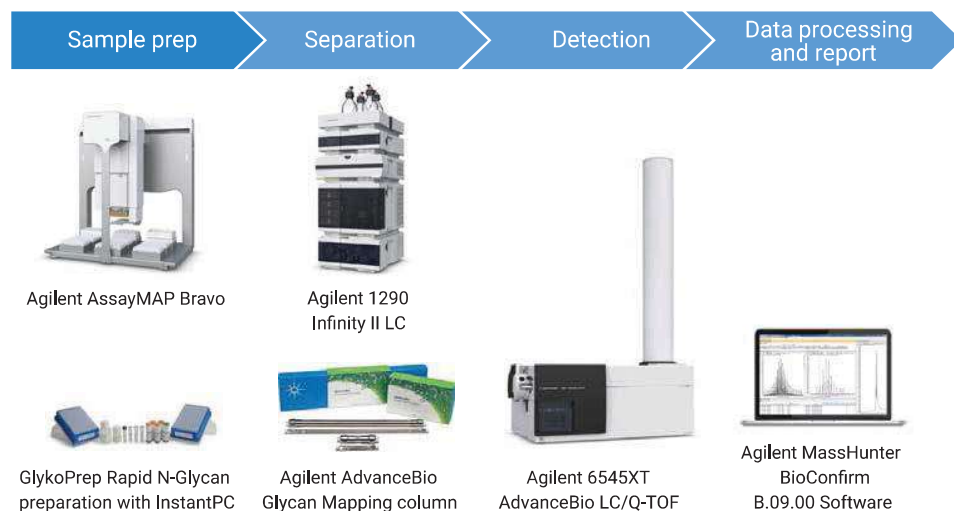 Sample prep
Separation
Detection
Data processing
and report
Agilent AssayMAP Bravo
Agilent 1290
Infinity II LC
GlykoPrep Rapid N-Glycan
preparation with InstantPC
Agilent AdvanceBio
Glycan Mapping column
Agilent 6545XT
AdvanceBio LC/Q-TOF
Agilent MassHunter
BioConfirm
B.09.00 Software